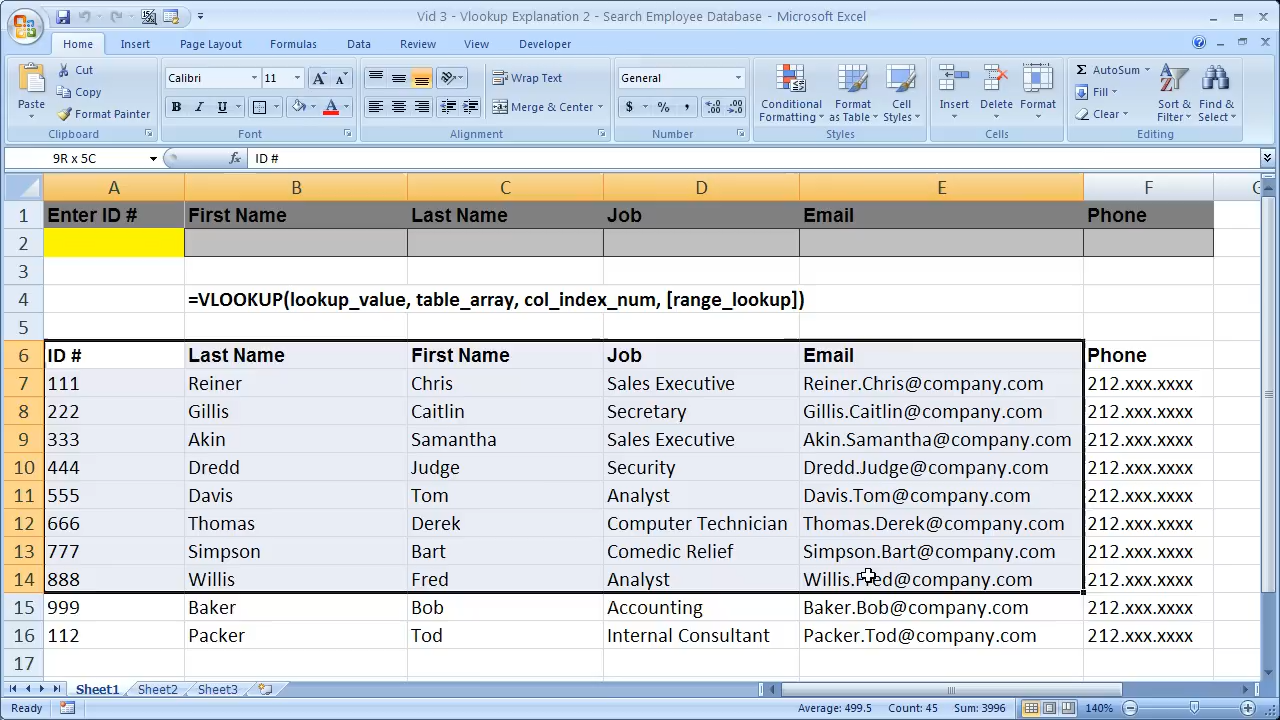 Vid 3 - Vlookup Explanation 2 - Search Employee Database - Microsoft Excel
Home Insert Page Layout Formulas Data Review View Developer
Paste
Cut
Copy
Format Painter
Clipboard
Calibri 11
B I U
Font
Wrap Text
Merge & Center
Alignment
General
$ % ,
Number
Conditional Formatting
Format as Table
Cell Styles
Styles
Insert Delete Format
Cells
Σ AutoSum
Fill
Clear
Sort & Filter
Find & Select
Editing
9R x 5C fx ID #
A B C D E F G
1 Enter ID # First Name Last Name Job Email Phone
2
3
4 =VLOOKUP(lookup_value, table_array, col_index_num, [range_lookup])
5
6 ID # Last Name First Name Job Email Phone
7 111 Reiner Chris Sales Executive Reiner.Chris@company.com 212.xxx.xxxx
8 222 Gillis Caitlin Secretary Gillis.Caitlin@company.com 212.xxx.xxxx
9 333 Akin Samantha Sales Executive Akin.Samantha@company.com 212.xxx.xxxx
10 444 Dredd Judge Security Dredd.Judge@company.com 212.xxx.xxxx
11 555 Davis Tom Analyst Davis.Tom@company.com 212.xxx.xxxx
12 666 Thomas Derek Computer Technician Thomas.Derek@company.com 212.xxx.xxxx
13 777 Simpson Bart Comedic Relief Simpson.Bart@company.com 212.xxx.xxxx
14 888 Willis Fred Analyst Willis.Fred@company.com 212.xxx.xxxx
15 999 Baker Bob Accounting Baker.Bob@company.com 212.xxx.xxxx
16 112 Packer Tod Internal Consultant Packer.Tod@company.com 212.xxx.xxxx
17
Sheet1 Sheet2 Sheet3
Ready Average: 499.5 Count: 45 Sum: 3996 140%